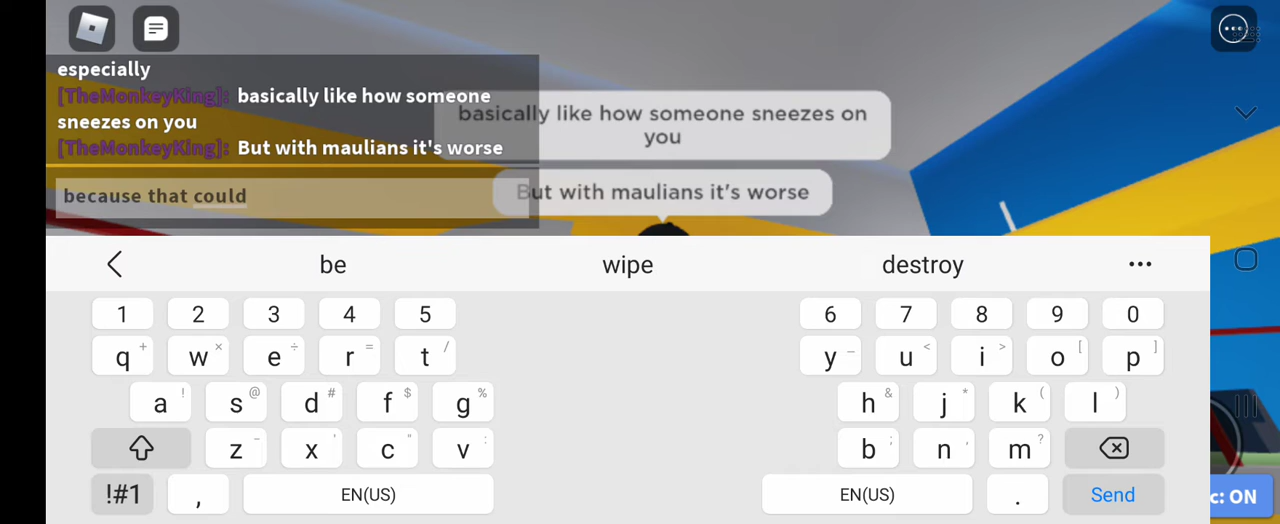 especially
[TheMonkeyKing]: basically like how someone
sneezes on you
[TheMonkeyKing]: But with maulians it's worse
because that could
basically like how someone sneezes on
you
But with maulians it's worse
be wipe destroy
1 2 3 4 5 6 7 8 9 0
q + w × e ÷ r = t / y _ u < i > o [ p ]
a ! s @ d # f $ g % h & j * k ( l )
z - x ' c " v : b ; n , m ?
!#1 , EN(US) EN(US) . Send
c: ON